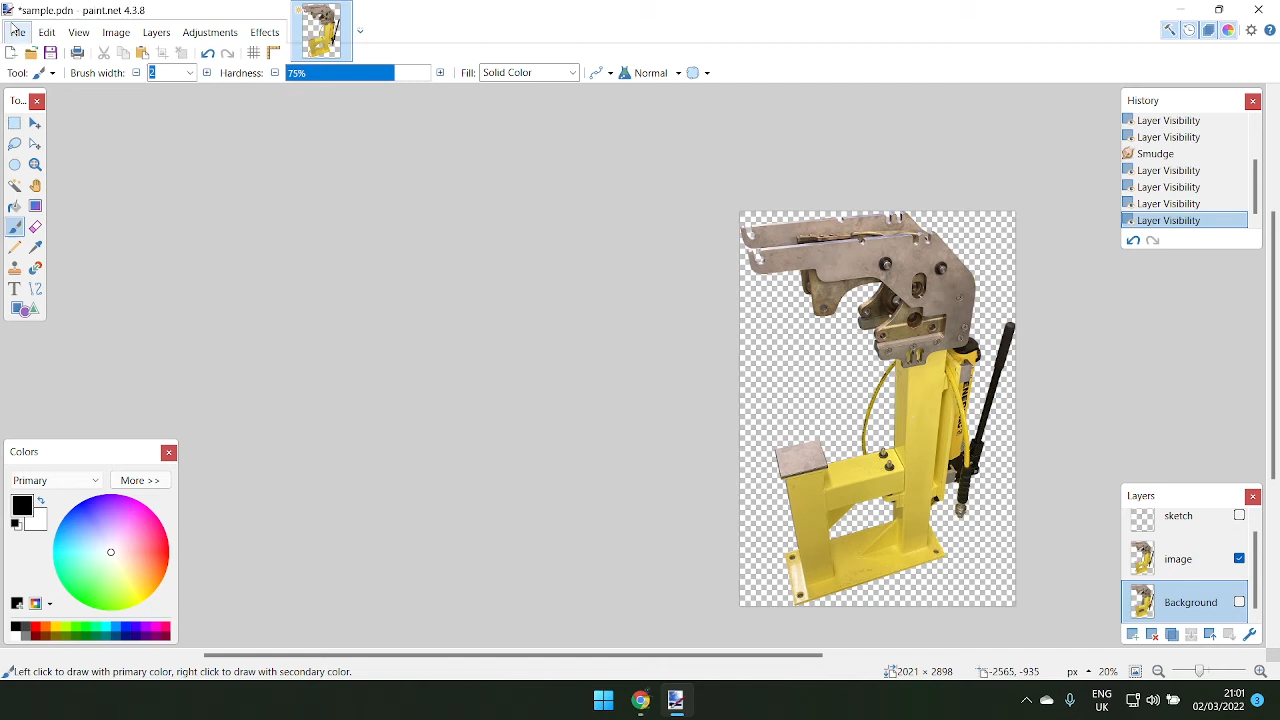 *sample.pdn - paint.net 4.3.8
File Edit View Image Layers Adjustments Effects
Tool: Brush width: 2 Hardness: 75% Fill: Solid Color Normal
To...
History
Layer Visibility
Layer Visibility
Smudge
Layer Visibility
Layer Visibility
Layer Visibility
Layer Visibility
Colors
Primary More >>
Layers
sketch
image
Background
Left click to draw with primary color, right click to draw with secondary color. 2021 × 2898 -2565, -935 px 20%
ENG
UK
21:01
02/03/2022
3